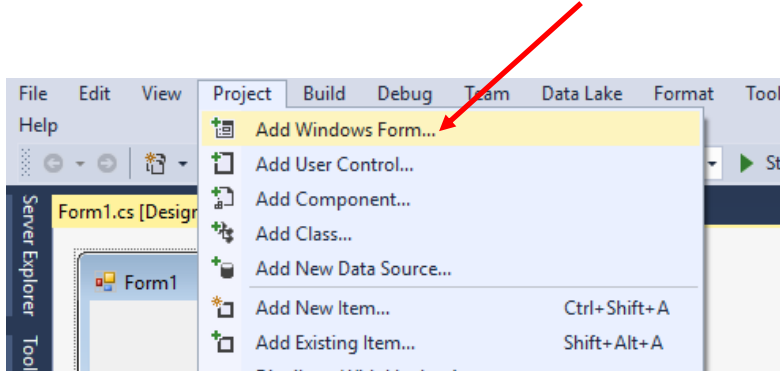 File Edit View Project Build Debug Team Data Lake Format
Help
Add Windows Form...
Add User Control...
Add Component...
Add Class...
Add New Data Source...
Add New Item... Ctrl+Shift+A
Add Existing Item... Shift+Alt+A
Server Explorer
Form1.cs
Form1